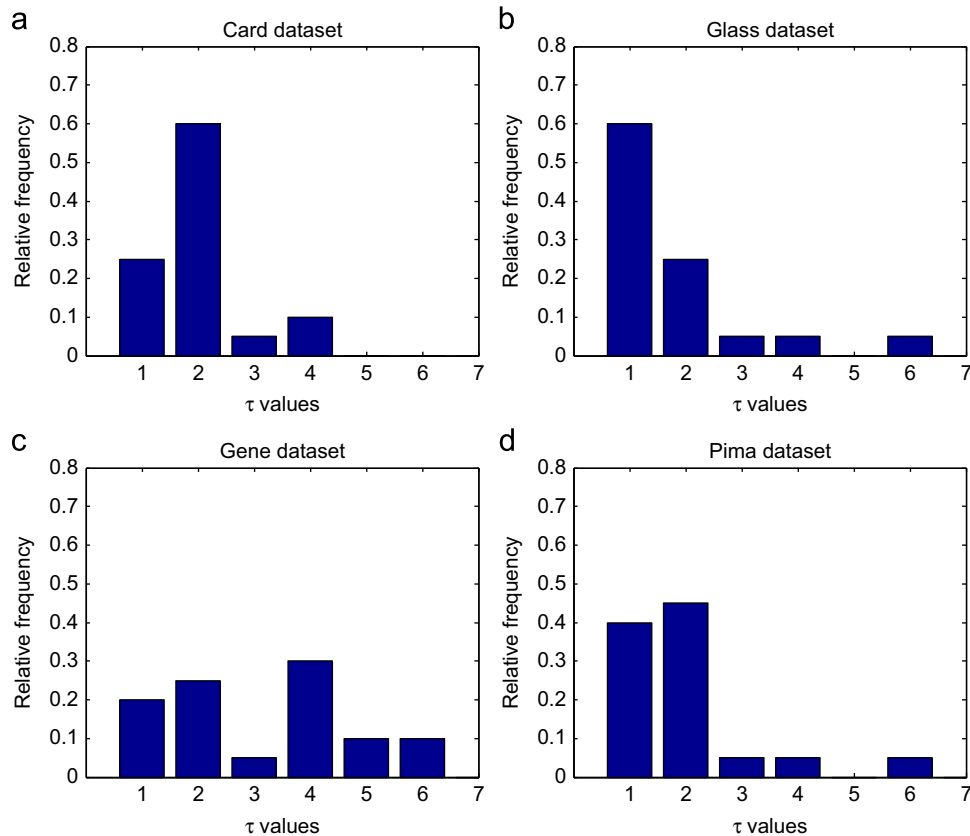 a
Card dataset
0.8
0.7
0.6
0.5
0.4
0.3
0.2
0.1
0
Relative frequency
1 2 3 4 5 6 7
τ values
b
Glass dataset
0.8
0.7
0.6
0.5
0.4
0.3
0.2
0.1
0
Relative frequency
1 2 3 4 5 6 7
τ values
c
Gene dataset
0.8
0.7
0.6
0.5
0.4
0.3
0.2
0.1
0
Relative frequency
1 2 3 4 5 6 7
τ values
d
Pima dataset
0.8
0.7
0.6
0.5
0.4
0.3
0.2
0.1
0
Relative frequency
1 2 3 4 5 6 7
τ values